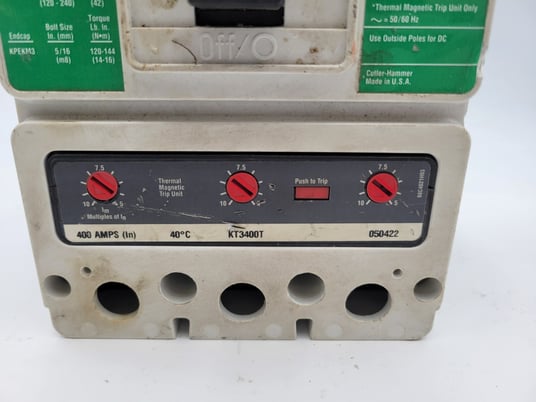 (120 - 240) (42)
Endcap
Bolt Size
In. (mm)
Torque
Lb. In.
(N•m)
KPEKM3
5/16
(m8)
120-144
(14-16)
Off/O
*Thermal Magnetic Trip Unit Only
∼ = 50/60 Hz
Use Outside Poles for DC
Cutler-Hammer
Made in U.S.A.
7.5
10 5
Im
Multiples of In
Thermal
Magnetic
Trip Unit
7.5
10 5
Push to Trip
7.5
10 5
400 AMPS (In) 40°C KT3400T 050422